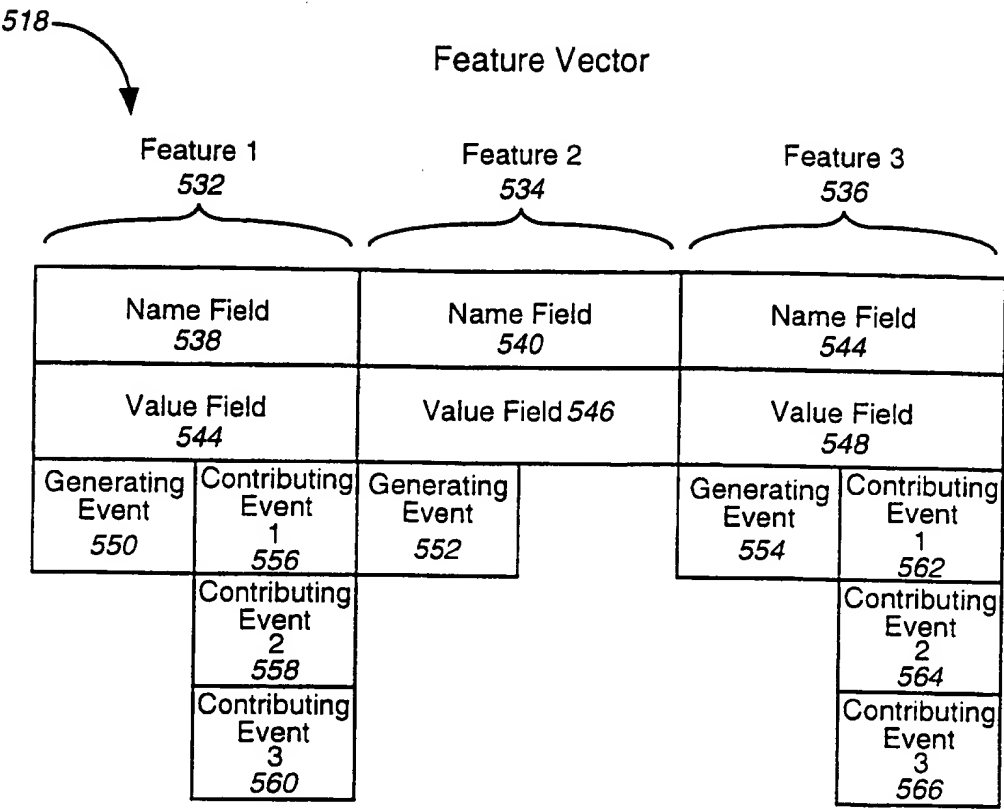 518
Feature Vector
Feature 1
532
Feature 2
534
Feature 3
536
Name Field
538
Name Field
540
Name Field
544
Value Field
544
Value Field 546
Value Field
548
Generating
Event
550
Contributing
Event
1
556
Generating
Event
552
Generating
Event
554
Contributing
Event
1
562
Contributing
Event
2
558
Contributing
Event
2
564
Contributing
Event
3
560
Contributing
Event
3
566